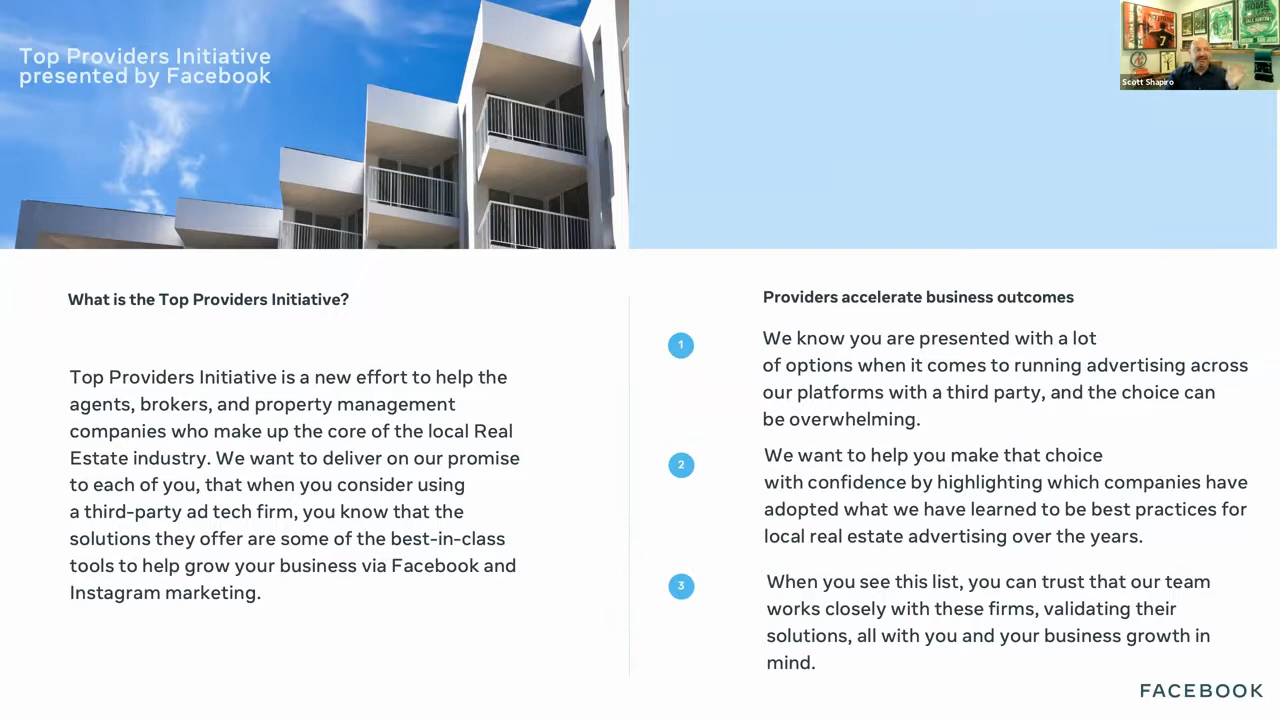 Top Providers Initiative
presented by Facebook
Scott Shapiro
What is the Top Providers Initiative?
Top Providers Initiative is a new effort to help the
agents, brokers, and property management
companies who make up the core of the local Real
Estate industry. We want to deliver on our promise
to each of you, that when you consider using
a third-party ad tech firm, you know that the
solutions they offer are some of the best-in-class
tools to help grow your business via Facebook and
Instagram marketing.
Providers accelerate business outcomes
1
We know you are presented with a lot
of options when it comes to running advertising across
our platforms with a third party, and the choice can
be overwhelming.
2
We want to help you make that choice
with confidence by highlighting which companies have
adopted what we have learned to be best practices for
local real estate advertising over the years.
3
When you see this list, you can trust that our team
works closely with these firms, validating their
solutions, all with you and your business growth in
mind.
FACEBOOK